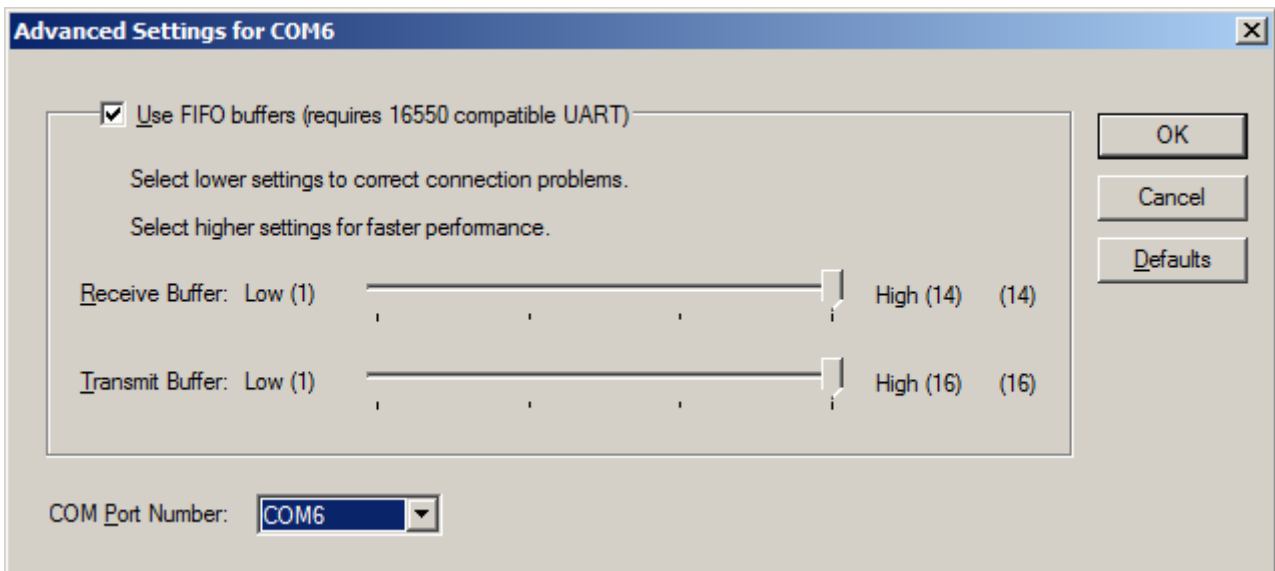 Advanced Settings for COM6
Use FIFO buffers (requires 16550 compatible UART)
OK
Select lower settings to correct connection problems.
Cancel
Select higher settings for faster performance.
Defaults
Receive Buffer: Low (1) High (14) (14)
Transmit Buffer: Low (1) High (16) (16)
COM Port Number: COM6